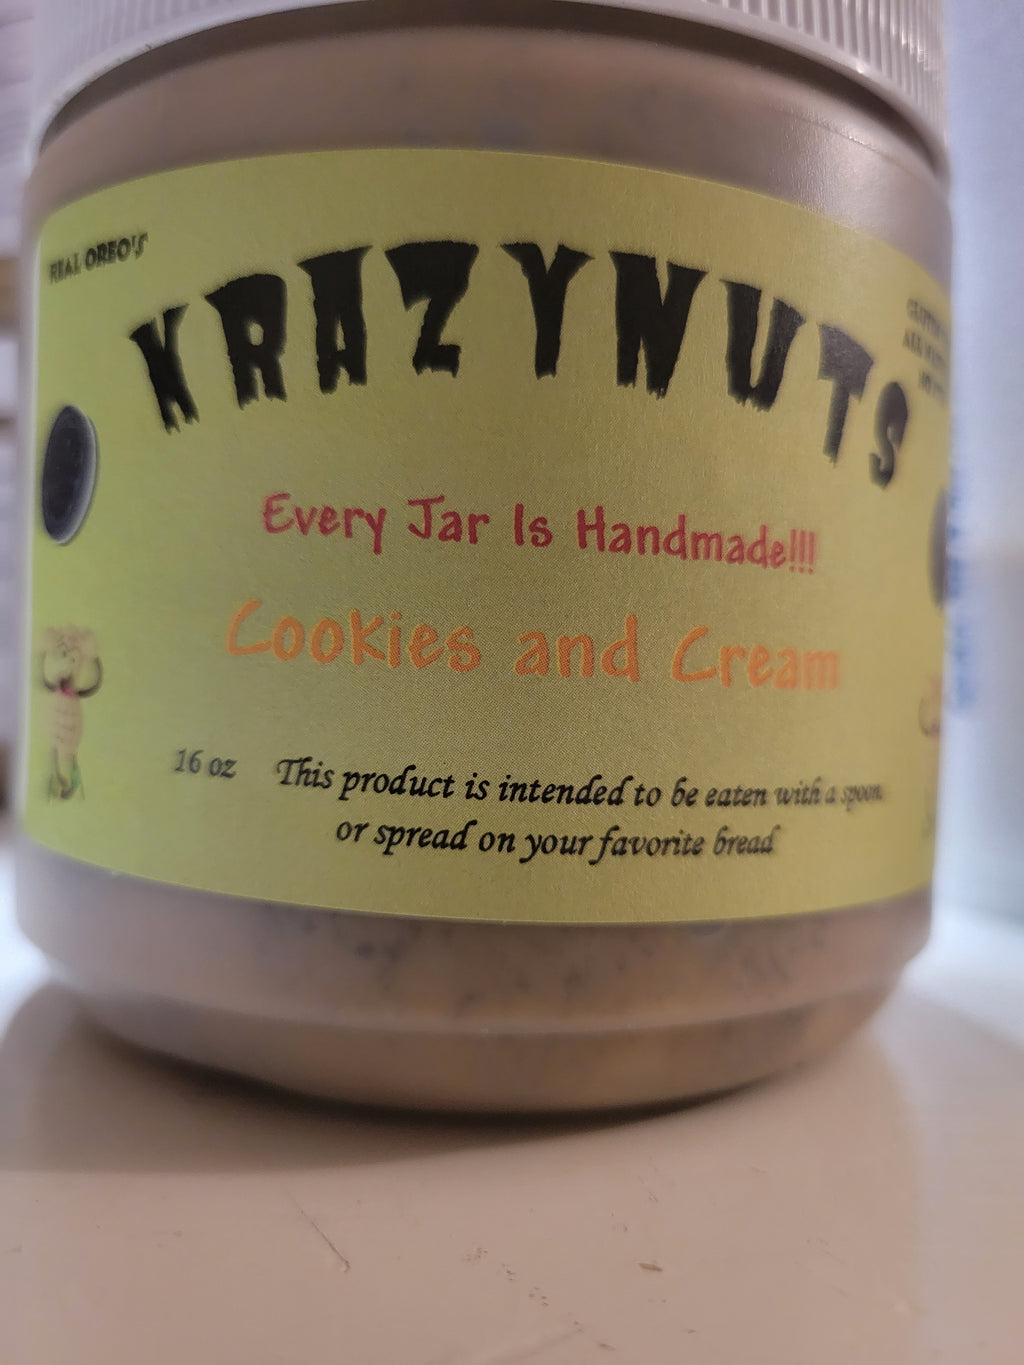 REAL OREO'S
KRAZYNUTS
Every Jar Is Handmade!!!
Cookies and Cream
16 oz
This product is intended to be eaten with a spoon
or spread on your favorite bread